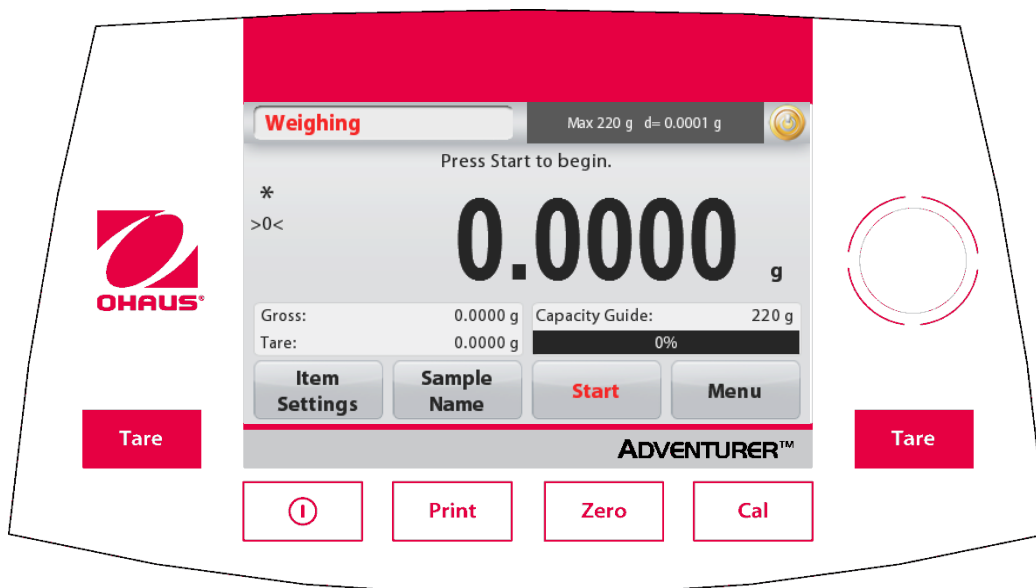 Weighing
Max 220 g d= 0.0001 g
Press Start to begin.
*
>0<
0.0000 g
OHAUS®
Gross: 0.0000 g
Tare: 0.0000 g
Capacity Guide: 220 g
0%
Item
Settings
Sample
Name
Start
Menu
Tare
Tare
ADVENTURER™
Print
Zero
Cal